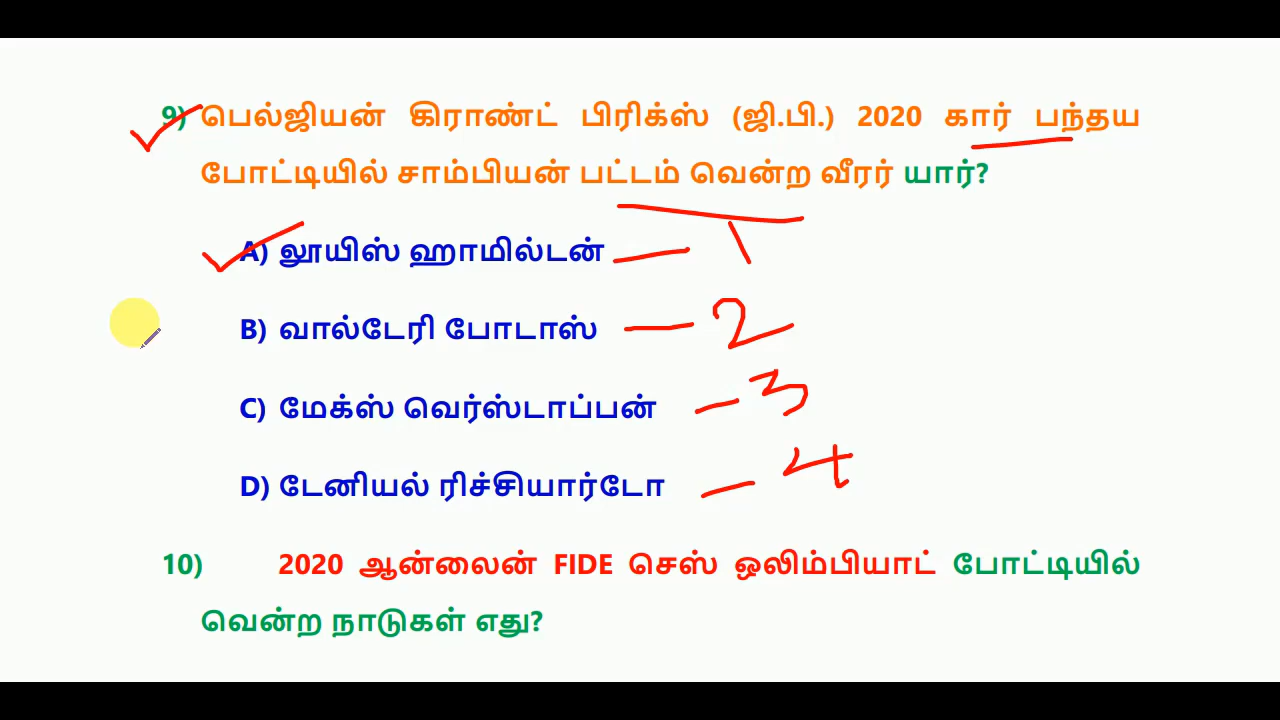 9) பெல்ஜியன் கிராண்ட் பிரிக்ஸ் (ஜி.பி.) 2020 கார் பந்தய
போட்டியில் சாம்பியன் பட்டம் வென்ற வீரர் யார்?
A) லூயிஸ் ஹாமில்டன் — 1
B) வால்டேரி போடாஸ் — 2
C) மேக்ஸ் வெர்ஸ்டாப்பன் — 3
D) டேனியல் ரிச்சியார்டோ — 4
10) 2020 ஆன்லைன் FIDE செஸ் ஒலிம்பியாட் போட்டியில்
வென்ற நாடுகள் எது?